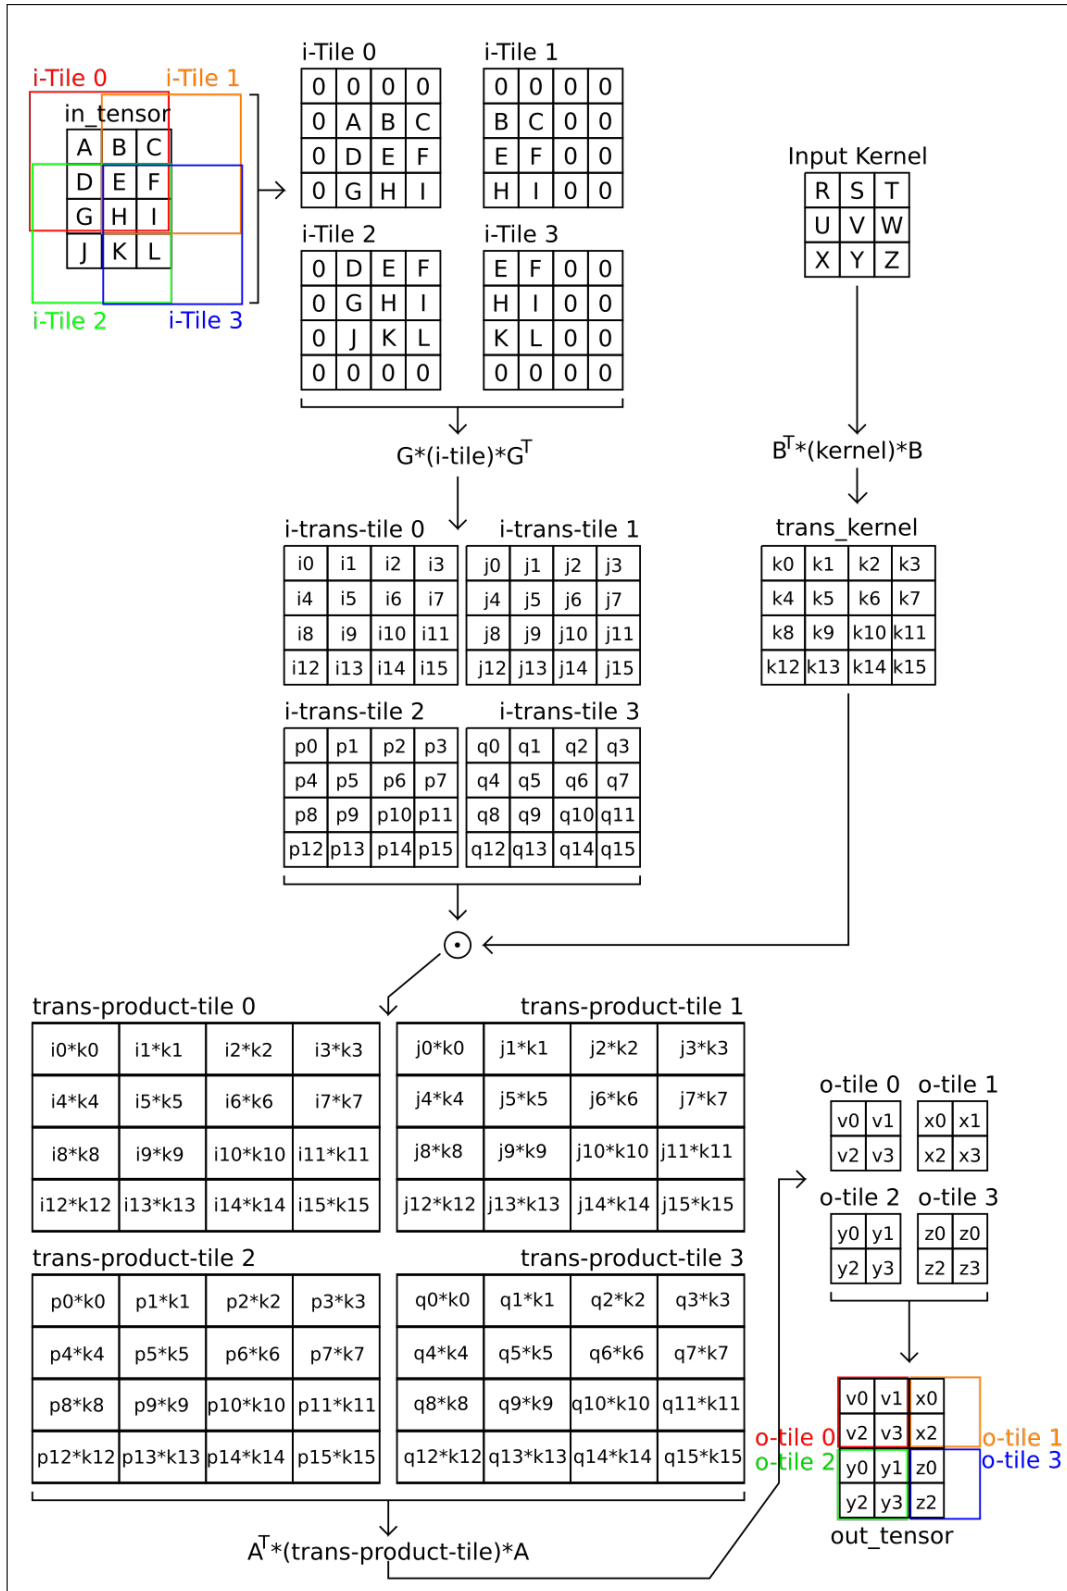 i-Tile 0 i-Tile 1
in_tensor
A B C
D E F
G H I
J K L
i-Tile 2 i-Tile 3
i-Tile 0
0 0 0 0
0 A B C
0 D E F
0 G H I
i-Tile 1
0 0 0 0
B C 0 0
E F 0 0
H I 0 0
i-Tile 2
0 D E F
0 G H I
0 J K L
0 0 0 0
i-Tile 3
E F 0 0
H I 0 0
K L 0 0
0 0 0 0
Input Kernel
R S T
U V W
X Y Z
G*(i-tile)*G^T
B^T*(kernel)*B
i-trans-tile 0
i0 i1 i2 i3
i4 i5 i6 i7
i8 i9 i10 i11
i12 i13 i14 i15
i-trans-tile 1
j0 j1 j2 j3
j4 j5 j6 j7
j8 j9 j10 j11
j12 j13 j14 j15
trans_kernel
k0 k1 k2 k3
k4 k5 k6 k7
k8 k9 k10 k11
k12 k13 k14 k15
i-trans-tile 2
p0 p1 p2 p3
p4 p5 p6 p7
p8 p9 p10 p11
p12 p13 p14 p15
i-trans-tile 3
q0 q1 q2 q3
q4 q5 q6 q7
q8 q9 q10 q11
q12 q13 q14 q15
trans-product-tile 0
i0*k0 i1*k1 i2*k2 i3*k3
i4*k4 i5*k5 i6*k6 i7*k7
i8*k8 i9*k9 i10*k10 i11*k11
i12*k12 i13*k13 i14*k14 i15*k15
trans-product-tile 1
j0*k0 j1*k1 j2*k2 j3*k3
j4*k4 j5*k5 j6*k6 j7*k7
j8*k8 j9*k9 j10*k10 j11*k11
j12*k12 j13*k13 j14*k14 j15*k15
trans-product-tile 2
p0*k0 p1*k1 p2*k2 p3*k3
p4*k4 p5*k5 p6*k6 p7*k7
p8*k8 p9*k9 p10*k10 p11*k11
p12*k12 p13*k13 p14*k14 p15*k15
trans-product-tile 3
q0*k0 q1*k1 q2*k2 q3*k3
q4*k4 q5*k5 q6*k6 q7*k7
q8*k8 q9*k9 q10*k10 q11*k11
q12*k12 q13*k13 q14*k14 q15*k15
A^T*(trans-product-tile)*A
o-tile 0
v0 v1
v2 v3
o-tile 1
x0 x1
x2 x3
o-tile 2
y0 y1
y2 y3
o-tile 3
z0 z0
z2 z3
v0 v1 x0
v2 v3 x2
y0 y1 z0
y2 y3 z2
o-tile 0 o-tile 1
o-tile 2 o-tile 3
out_tensor